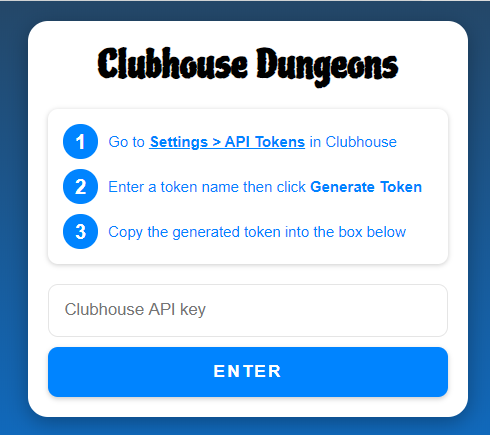 Clubhouse Dungeons
1 Go to Settings > API Tokens in Clubhouse
2 Enter a token name then click Generate Token
3 Copy the generated token into the box below
Clubhouse API key
ENTER